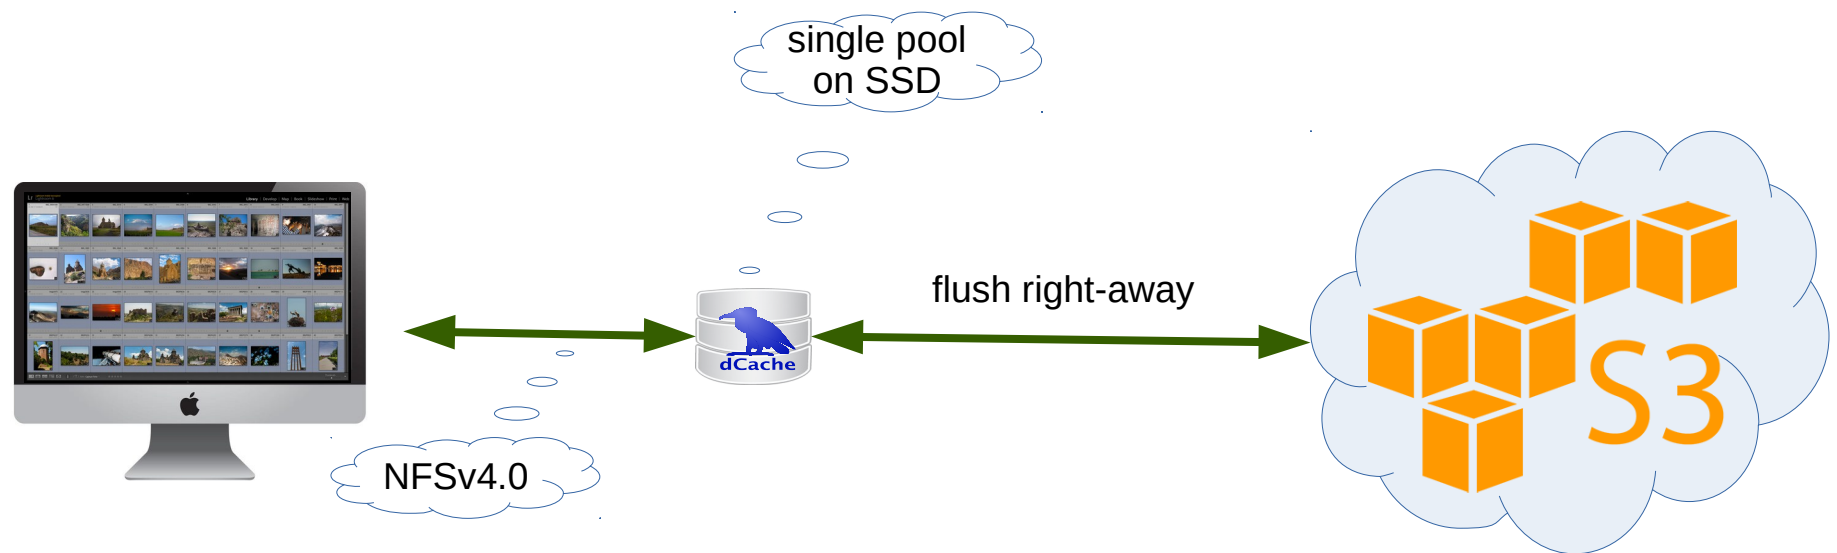 single pool
on SSD
flush right-away
dCache
NFSv4.0
S3